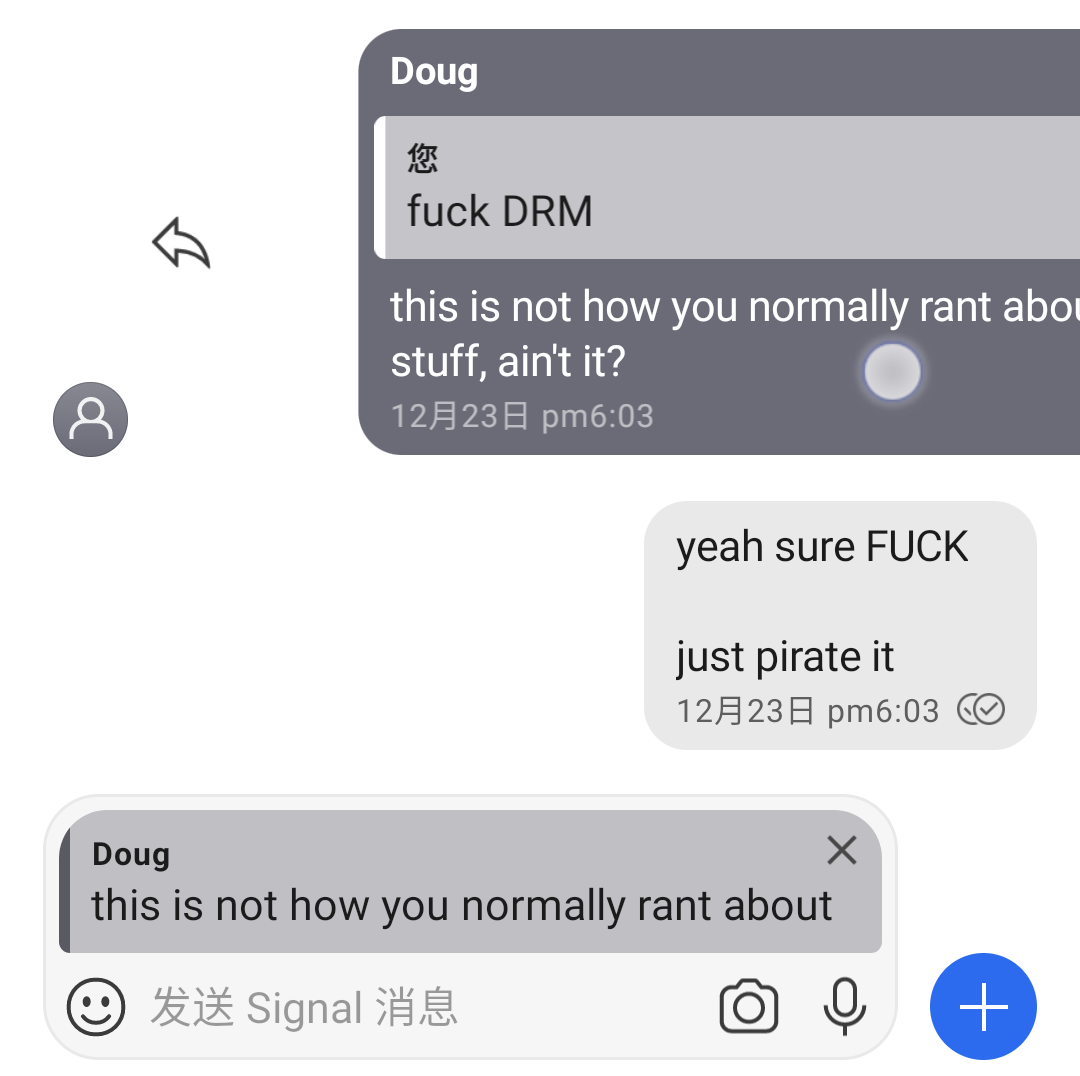 Doug
您
fuck DRM
this is not how you normally rant
stuff, ain't it?
12月23日 pm6:03
yeah sure FUCK
just pirate it
12月23日 pm6:03
Doug
this is not how you normally rant about
发送 Signal 消息